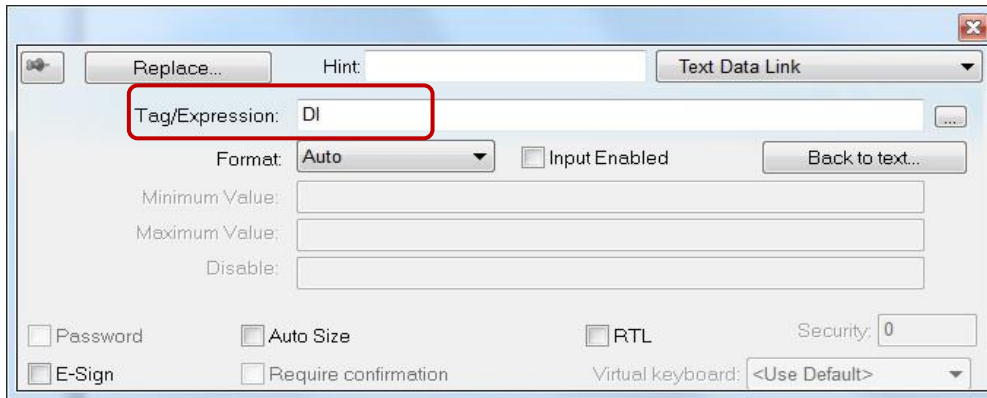 Replace... Hint: Text Data Link
Tag/Expression: DI ...
Format: Auto Input Enabled Back to text...
Minimum Value:
Maximum Value:
Disable:
Password Auto Size RTL Security: 0
E-Sign Require confirmation Virtual keyboard: <Use Default>